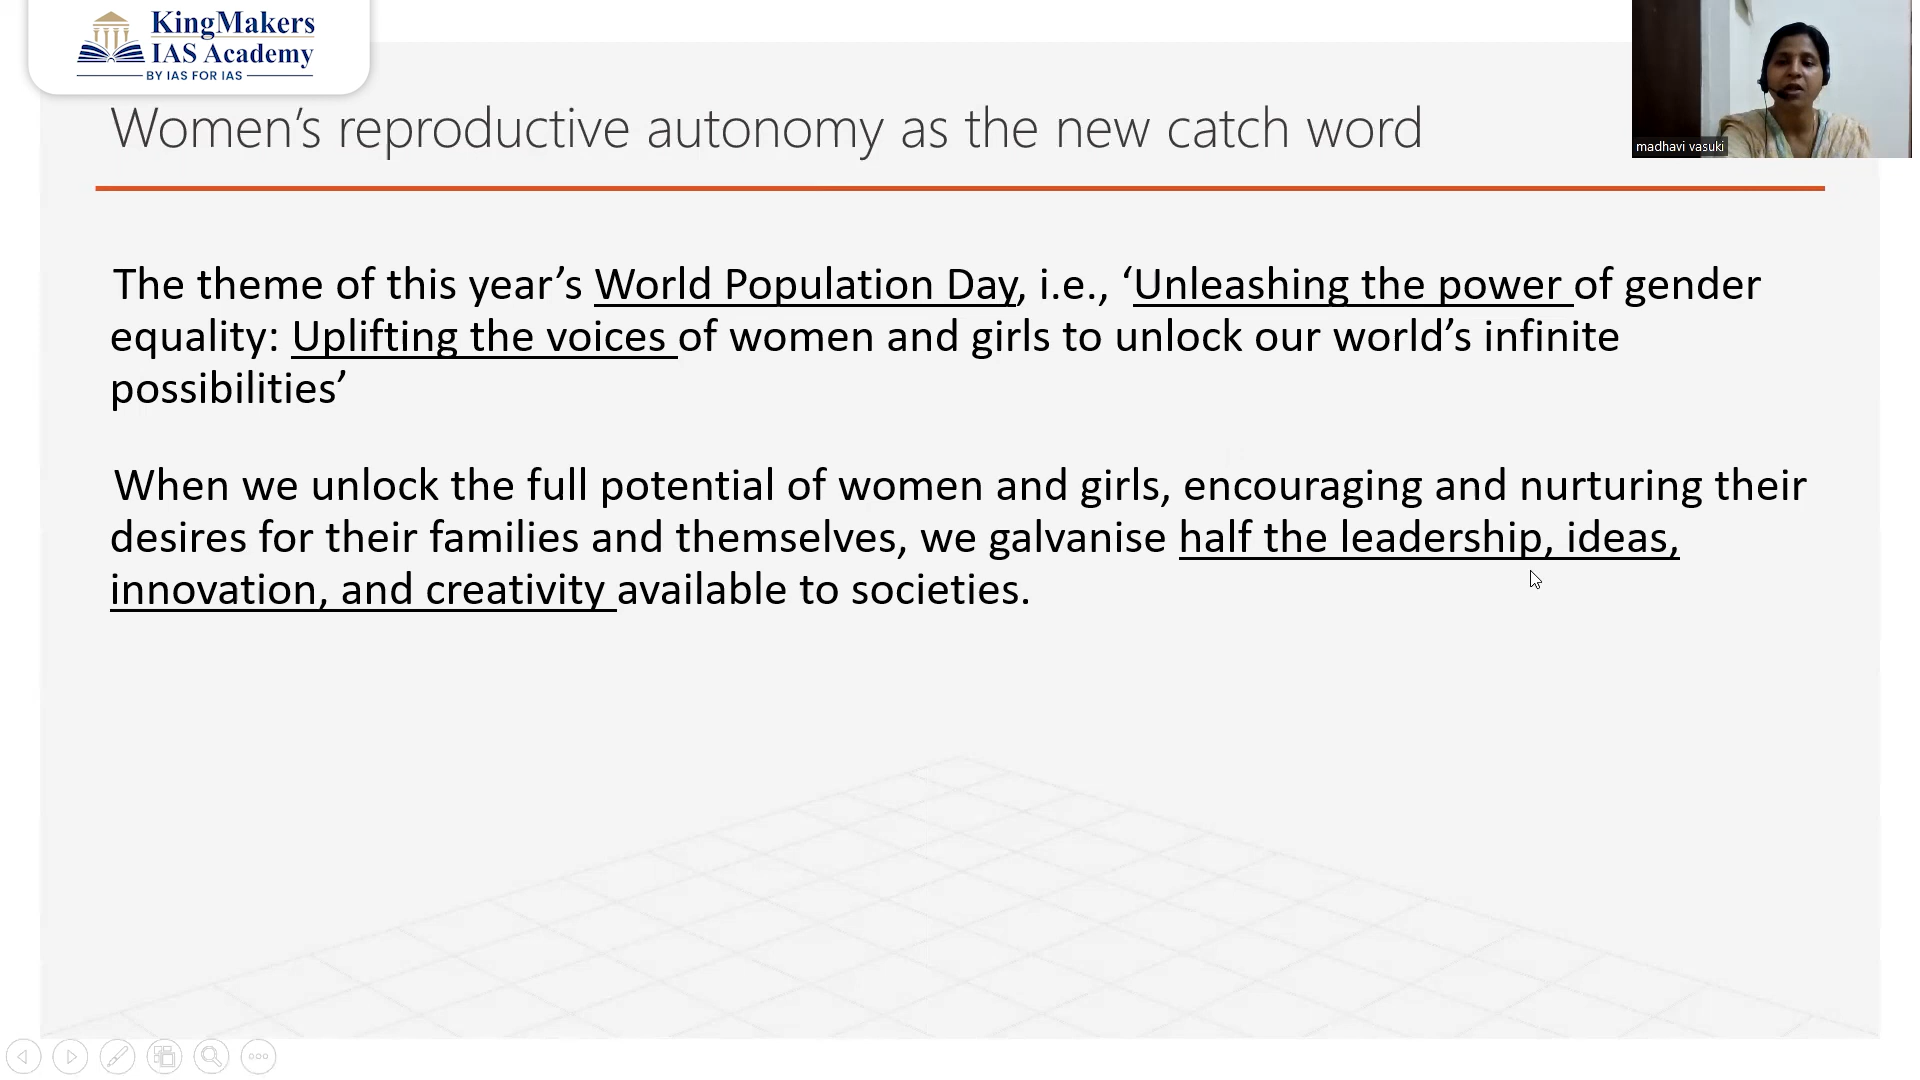 KingMakers
IAS Academy
BY IAS FOR IAS
madhavi vasuki
Women’s reproductive autonomy as the new catch word
The theme of this year’s World Population Day, i.e., ‘Unleashing the power of gender
equality: Uplifting the voices of women and girls to unlock our world’s infinite
possibilities’
When we unlock the full potential of women and girls, encouraging and nurturing their
desires for their families and themselves, we galvanise half the leadership, ideas,
innovation, and creativity available to societies.